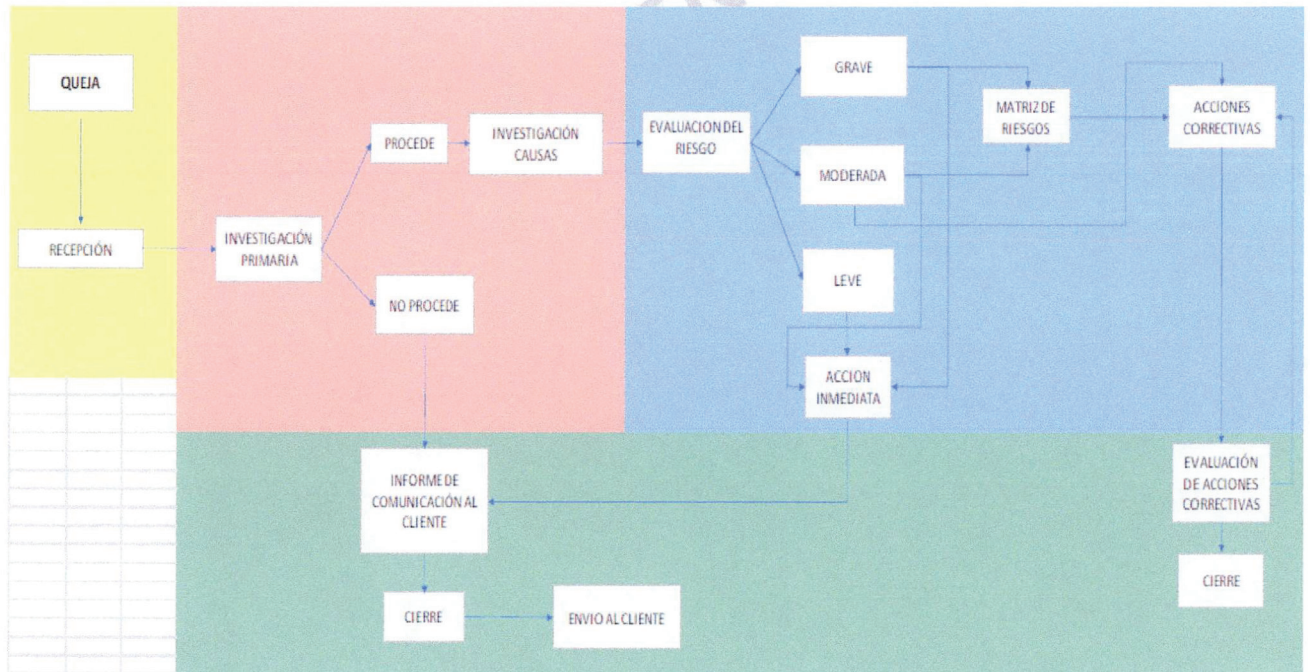 QUEJA
RECEPCIÓN
INVESTIGACIÓN
PRIMARIA
PROCEDE
NO PROCEDE
INVESTIGACIÓN
CAUSAS
EVALUACION DEL
RIESGO
GRAVE
MODERADA
LEVE
ACCION
INMEDIATA
MATRIZ DE
RIESGOS
ACCIONES
CORRECTIVAS
INFORME DE
COMUNICACIÓN AL
CLIENTE
CIERRE
ENVIO AL CLIENTE
EVALUACIÓN
DE ACCIONES
CORRECTIVAS
CIERRE